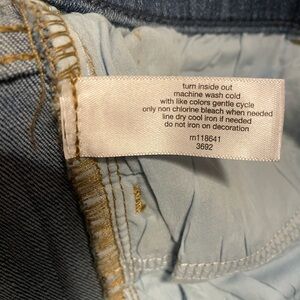 turn inside out
machine wash cold
with like colors gentle cycle
only non chlorine bleach when needed
line dry cool iron if needed
do not iron on decoration
m118641
3692